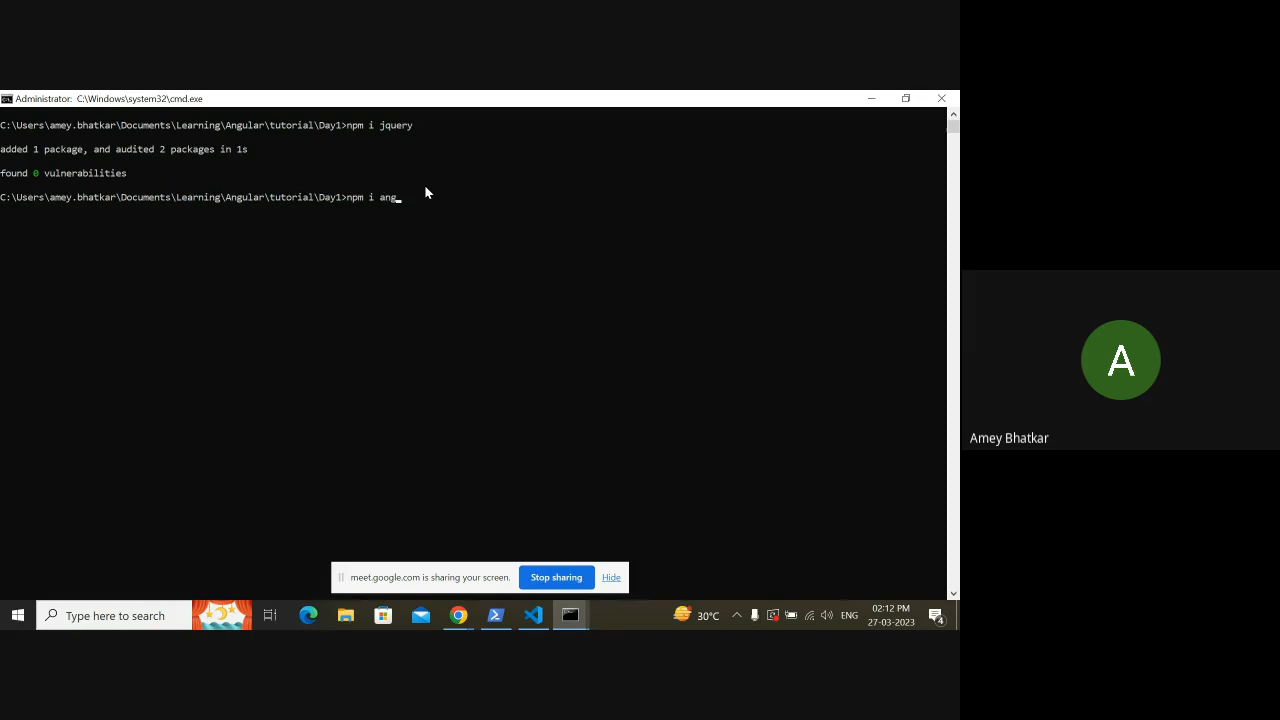 Administrator: C:\Windows\system32\cmd.exe
C:\Users\amey.bhatkar\Documents\Learning\Angular\tutorial\Day1>npm i jquery
added 1 package, and audited 2 packages in 1s
found 0 vulnerabilities
C:\Users\amey.bhatkar\Documents\Learning\Angular\tutorial\Day1>npm i ang_
A
Amey Bhatkar
meet.google.com is sharing your screen. Stop sharing Hide
Type here to search 30°C ENG 02:12 PM
27-03-2023 4